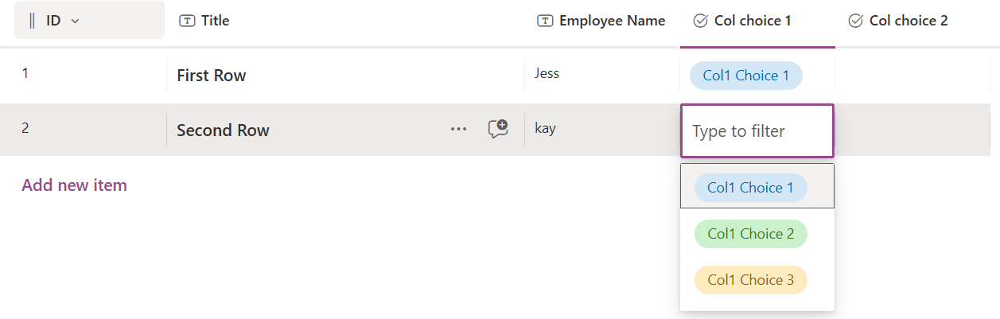 ID Title Employee Name Col choice 1 Col choice 2
1 First Row Jess Col1 Choice 1
2 Second Row kay Type to filter
Add new item
Col1 Choice 1
Col1 Choice 2
Col1 Choice 3